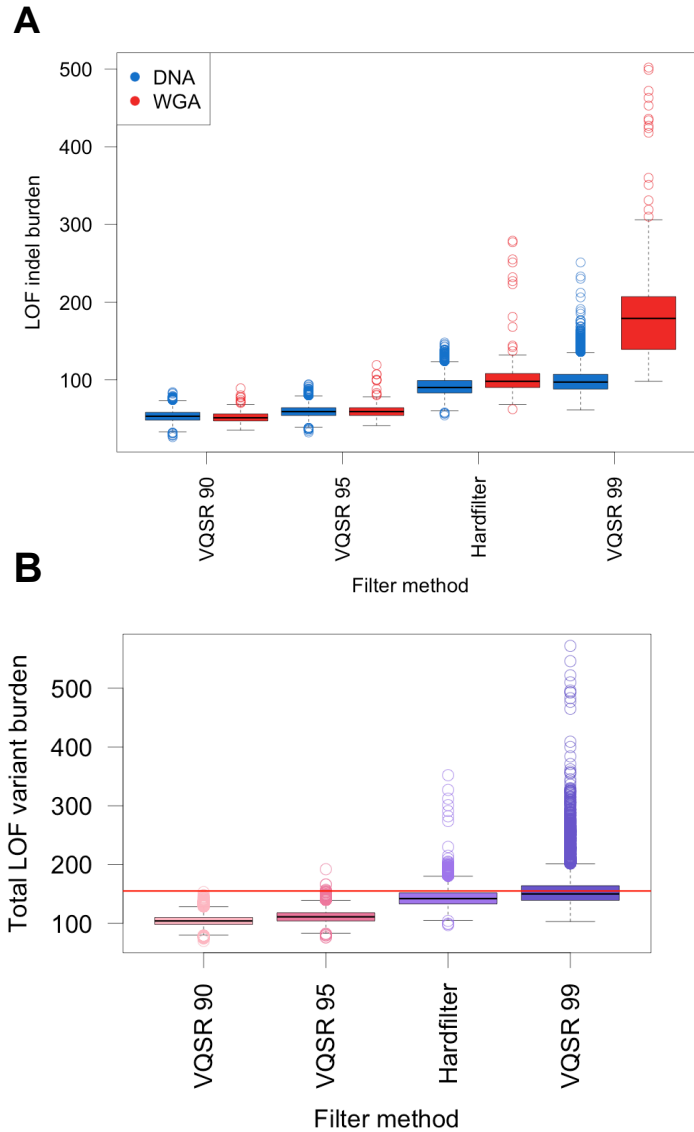 A
500
400
300
200
100
LOF indel burden
DNA
WGA
VQSR 90
VQSR 95
Hardfilter
VQSR 99
Filter method
B
500
400
300
200
100
Total LOF variant burden
VQSR 90
VQSR 95
Hardfilter
VQSR 99
Filter method